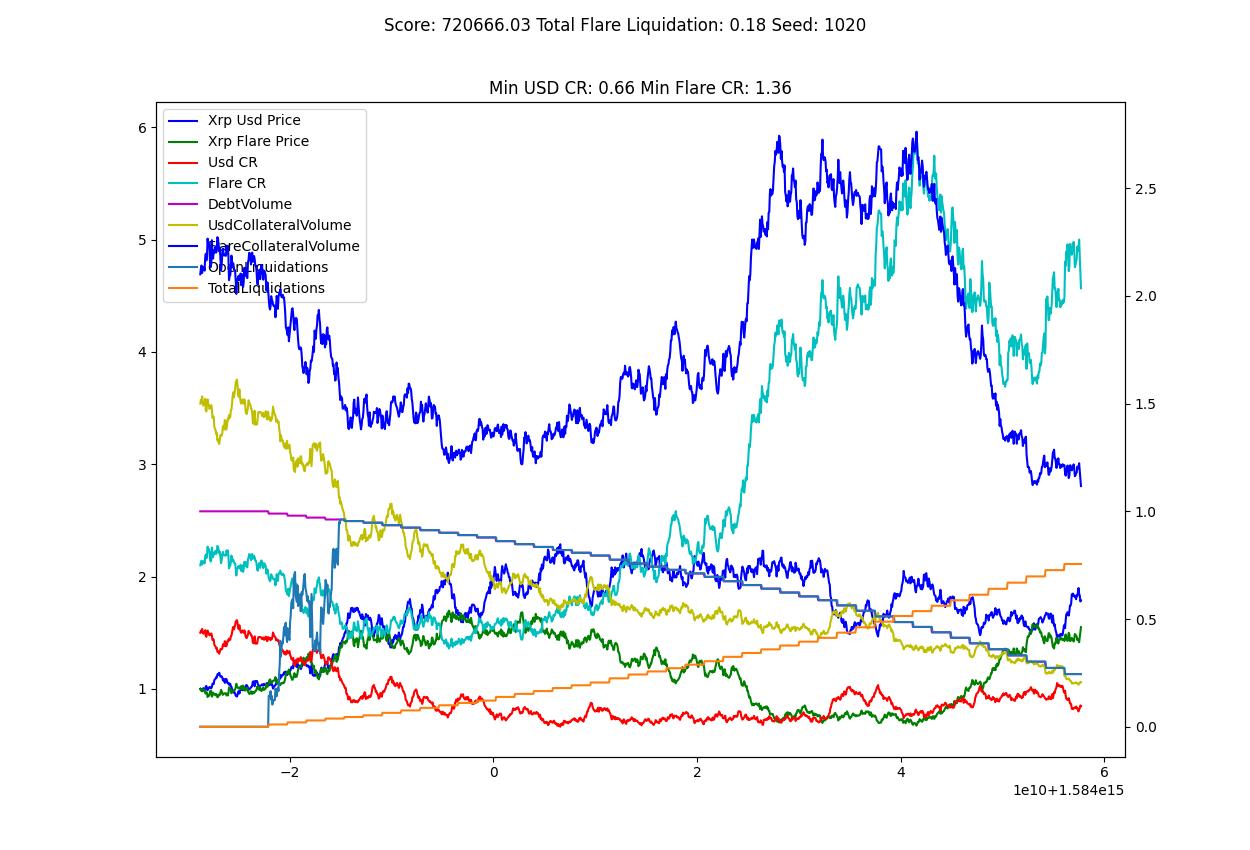 Score: 720666.03 Total Flare Liquidation: 0.18 Seed: 1020
Min USD CR: 0.66 Min Flare CR: 1.36
Xrp Usd Price
Xrp Flare Price
Usd CR
Flare CR
DebtVolume
UsdCollateralVolume
FlareCollateralVolume
OpenLiquidations
TotalLiquidations
6
5
4
3
2
1
2.5
2.0
1.5
1.0
0.5
0.0
−2
0
2
4
6
1e10+1.584e15